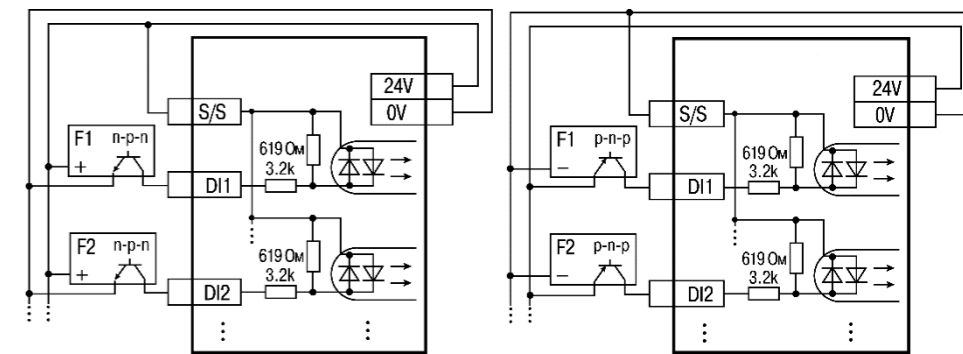 24V
0V
S/S
F1 n-p-n
+
619 Ом
3.2k
DI1
F2 n-p-n
+
619 Ом
3.2k
DI2
24V
0V
S/S
F1 p-n-p
−
619 Ом
3.2k
DI1
F2 p-n-p
−
619 Ом
3.2k
DI2